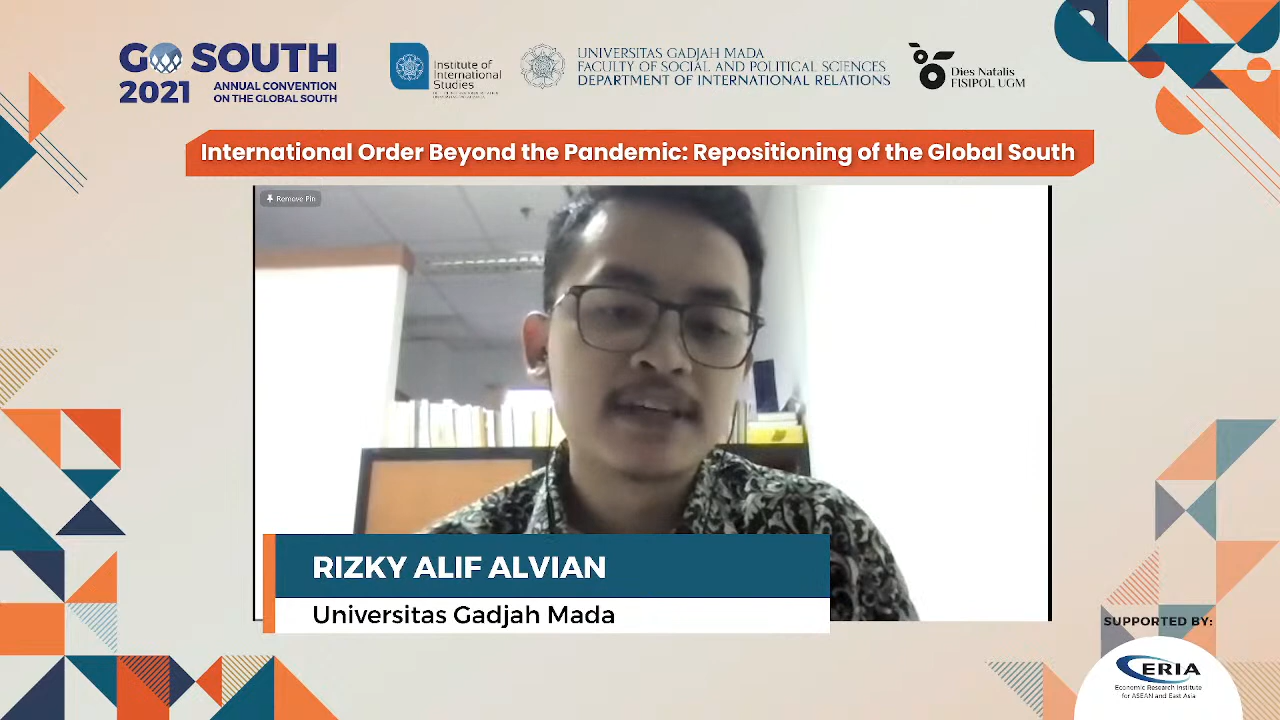 GO SOUTH
2021 ANNUAL CONVENTION
ON THE GLOBAL SOUTH
Institute of
International
Studies
UNIVERSITAS GADJAH MADA
FACULTY OF SOCIAL AND POLITICAL SCIENCES
DEPARTMENT OF INTERNATIONAL RELATIONS
Dies Natalis
FISIPOL UGM
International Order Beyond the Pandemic: Repositioning of the Global South
Remove Pin
RIZKY ALIF ALVIAN
Universitas Gadjah Mada
SUPPORTED BY:
ERIA
Economic Research Institute
for ASEAN and East Asia